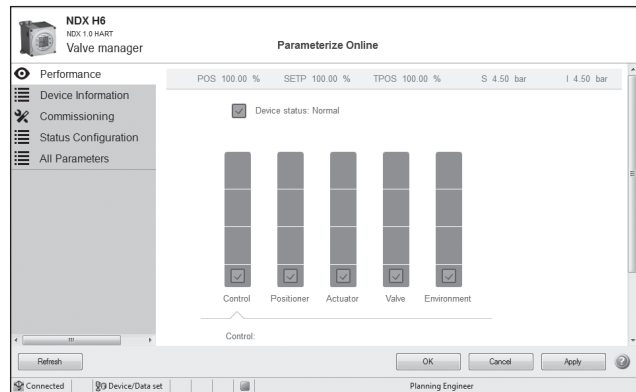 NDX H6
NDX 1.0 HART
Valve manager
Parameterize Online
Performance
Device Information
Commissioning
Status Configuration
All Parameters
POS 100.00 % SETP 100.00 % TPOS 100.00 % S 4.50 bar I 4.50 bar
Device status: Normal
Control Positioner Actuator Valve Environment
Control:
Refresh OK Cancel Apply ?
Connected Device/Data set Planning Engineer